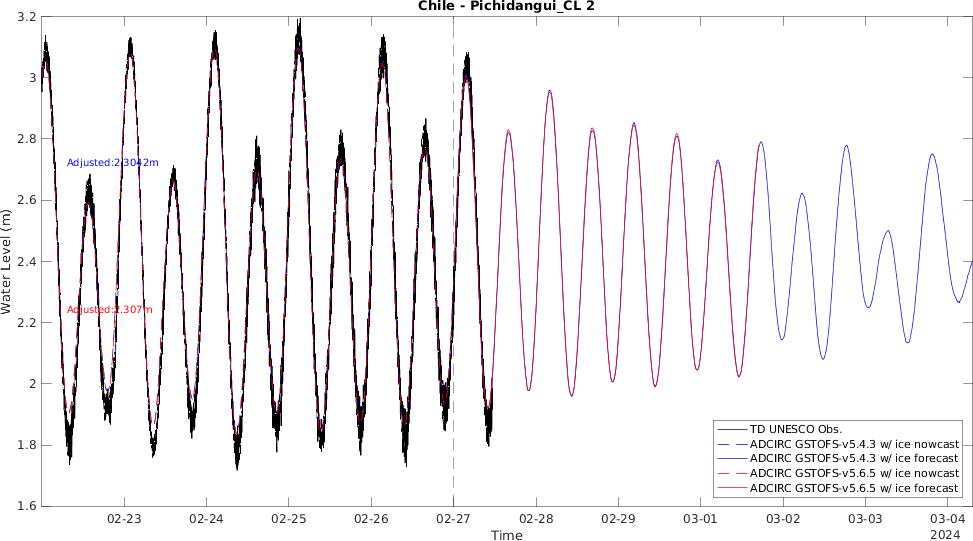 Chile - Pichidangui_CL 2
3.2
3
2.8
2.6
2.4
2.2
2
1.8
1.6
Water Level (m)
Adjusted:2.3042m
Adjusted:2.307m
TD UNESCO Obs.
ADCIRC GSTOFS-v5.4.3 w/ ice nowcast
ADCIRC GSTOFS-v5.4.3 w/ ice forecast
ADCIRC GSTOFS-v5.6.5 w/ ice nowcast
ADCIRC GSTOFS-v5.6.5 w/ ice forecast
02-23 02-24 02-25 02-26 02-27 02-28 02-29 03-01 03-02 03-03 03-04
2024
Time